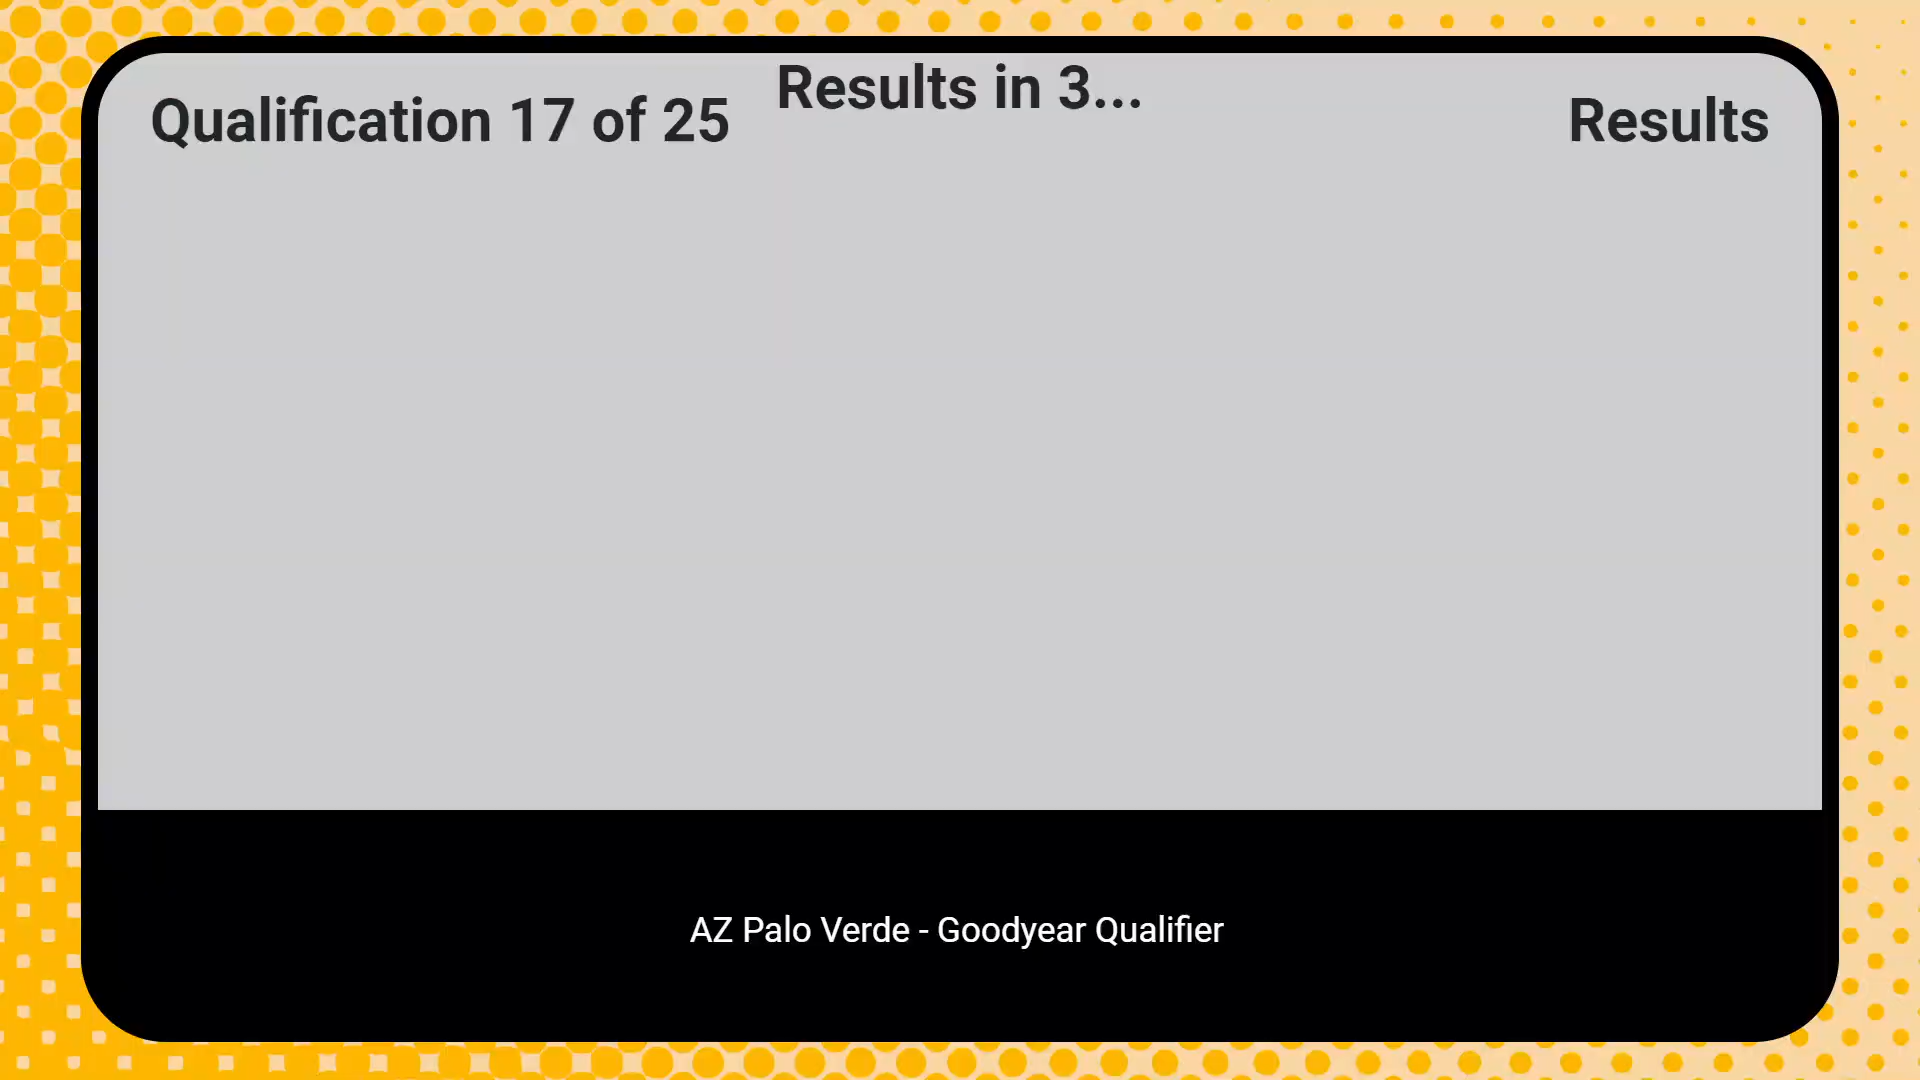 Qualification 17 of 25
Results in 3...
Results
AZ Palo Verde - Goodyear Qualifier